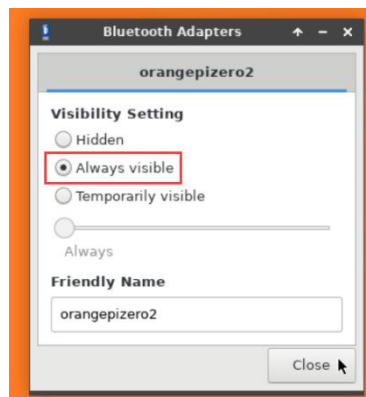 Bluetooth Adapters
orangepizero2
Visibility Setting
Hidden
Always visible
Temporarily visible
Always
Friendly Name
orangepizero2
Close